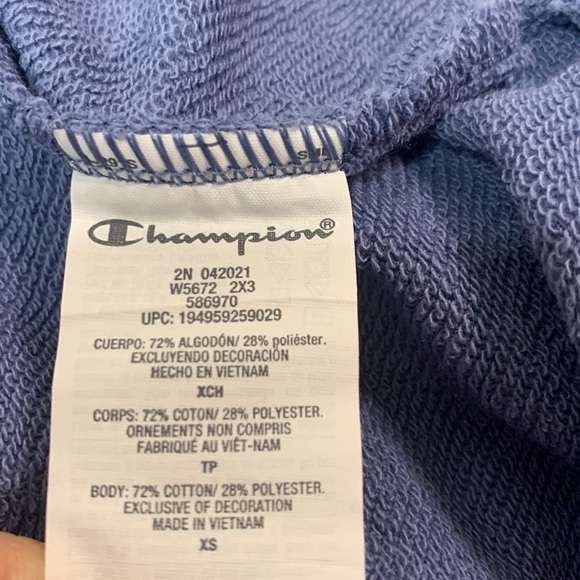 Champion®
2N 042021
W5672 2X3
586970
UPC: 194959259029
CUERPO: 72% ALGODÓN/ 28% poliéster.
EXCLUYENDO DECORACIÓN
HECHO EN VIETNAM
XCH
CORPS: 72% COTON/ 28% POLYESTER.
ORNEMENTS NON COMPRIS
FABRIQUÉ AU VIÊT-NAM
TP
BODY: 72% COTTON/ 28% POLYESTER.
EXCLUSIVE OF DECORATION
MADE IN VIETNAM
XS